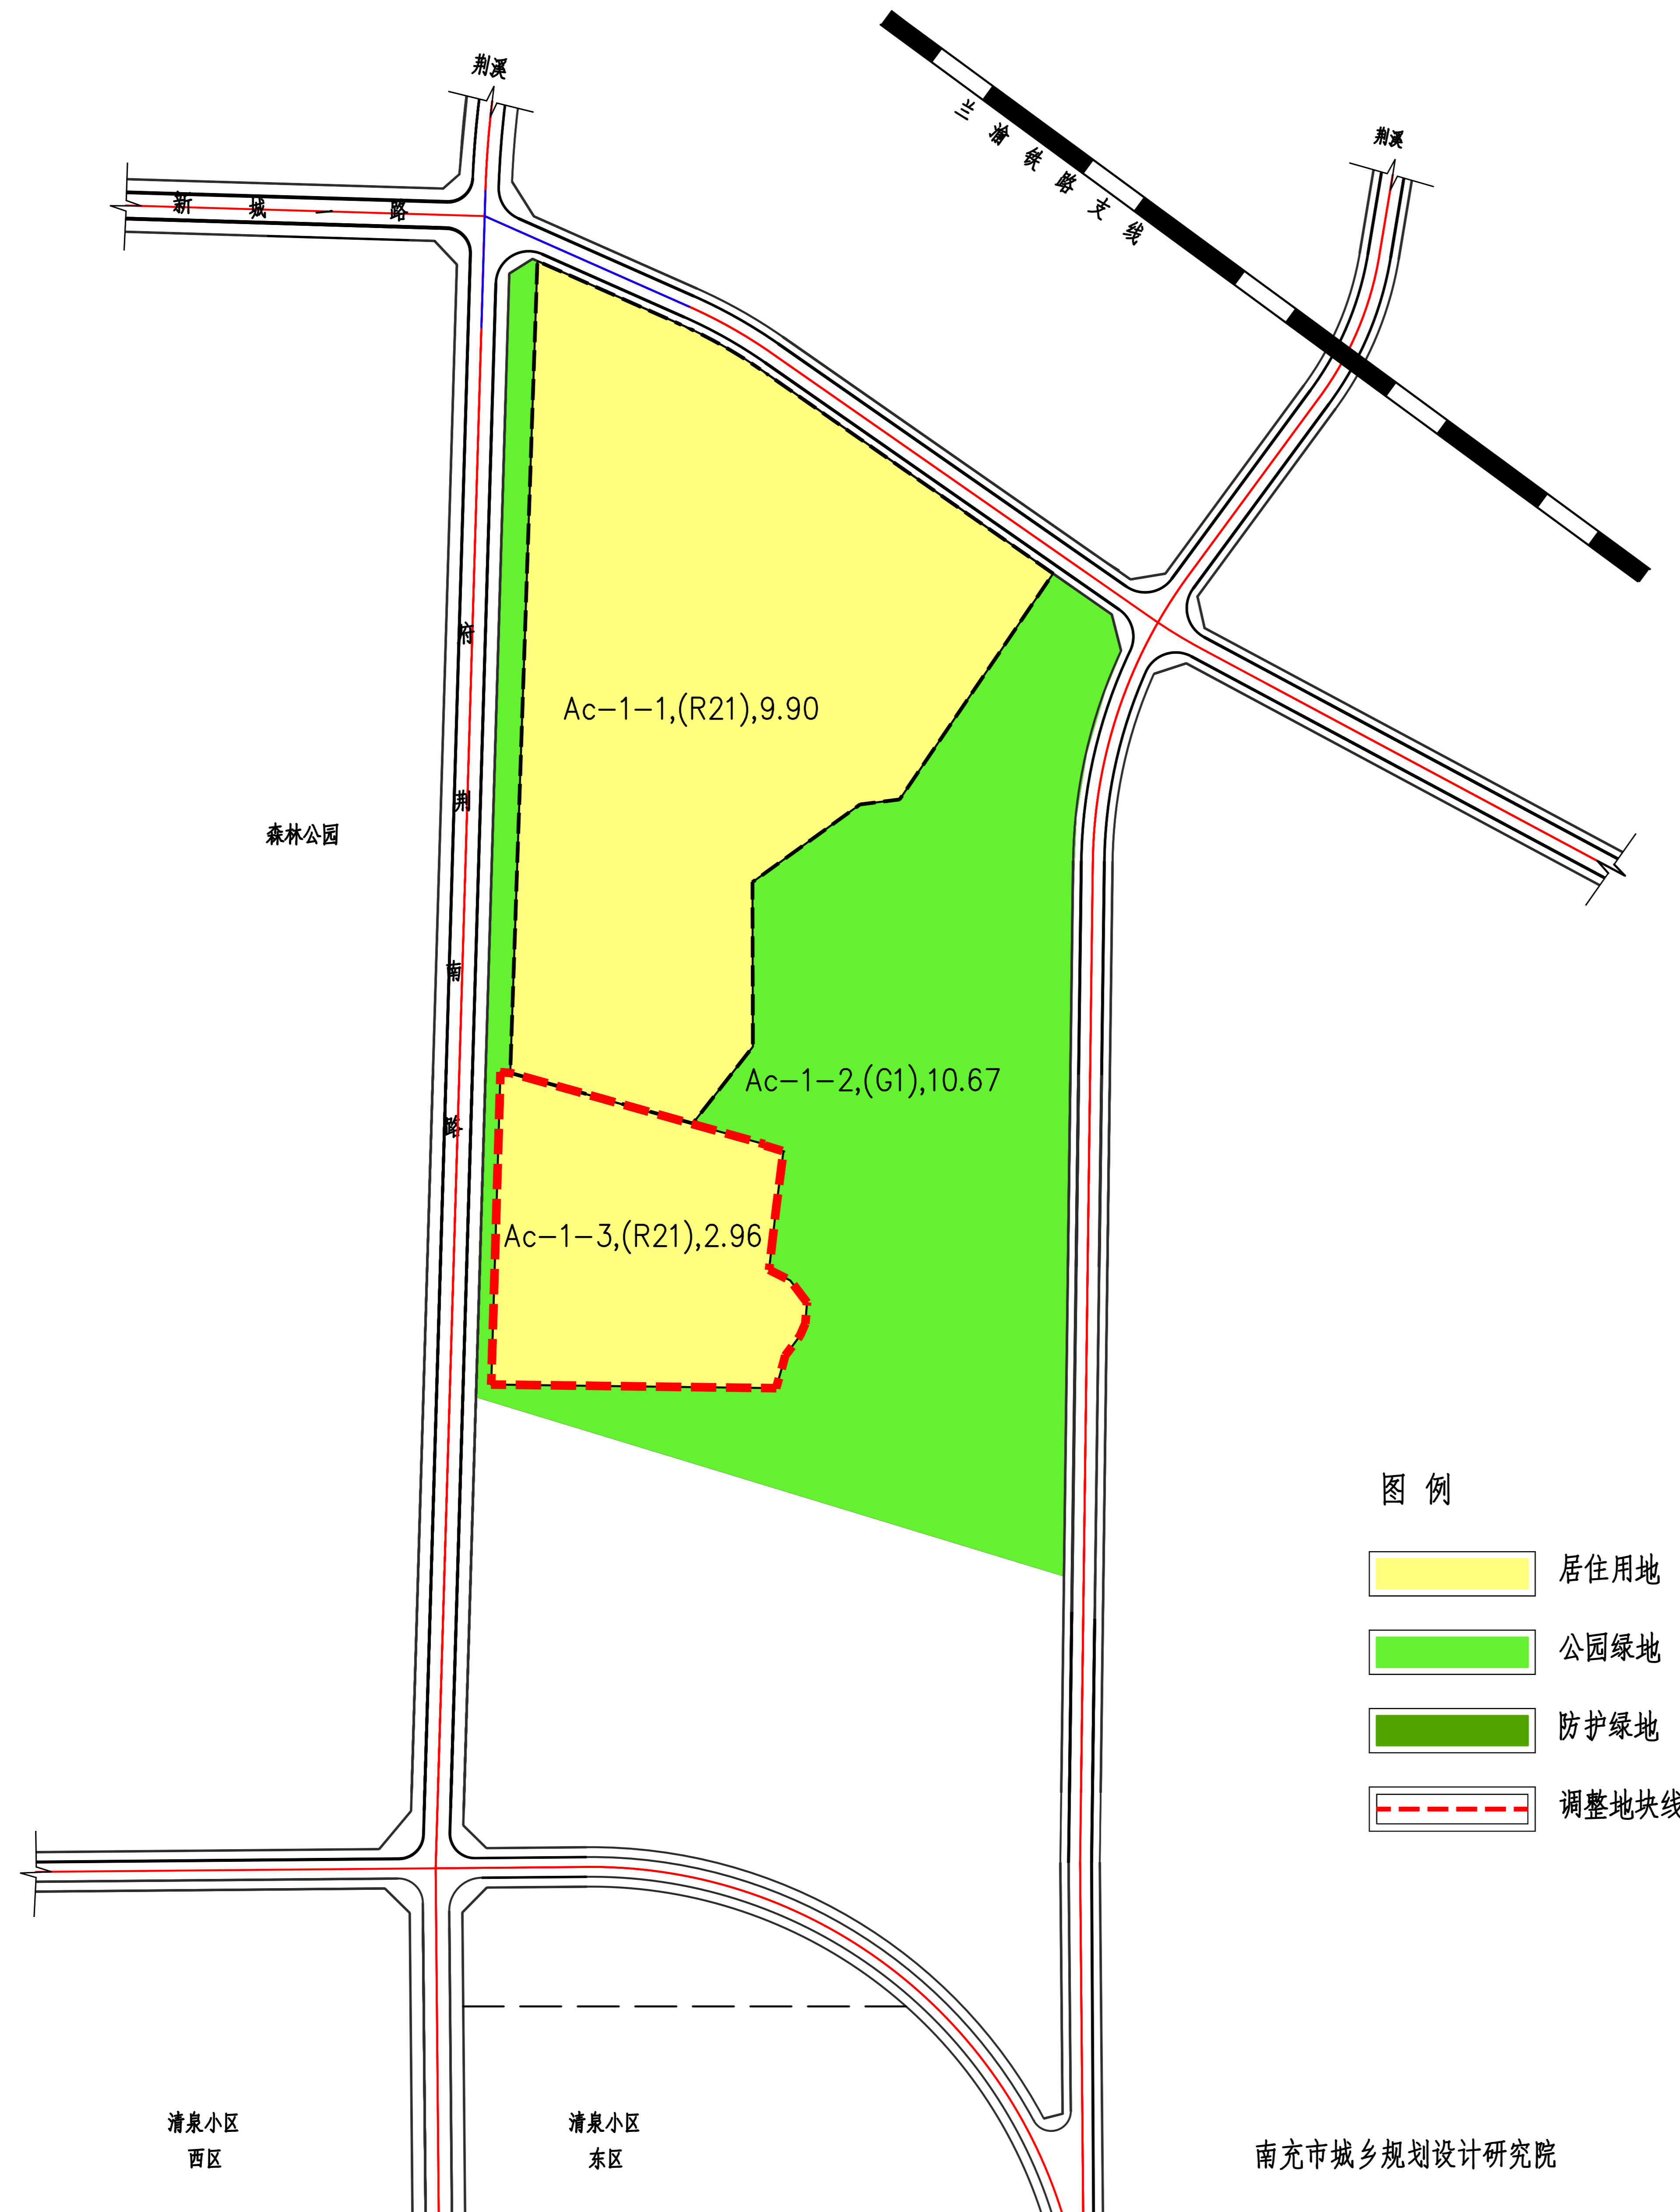 荆溪
荆溪
兰渝铁路支线
新城一路
府荆南路
Ac-1-1,(R21),9.90
森林公园
Ac-1-2,(G1),10.67
Ac-1-3,(R21),2.96
图 例
居住用地
公园绿地
防护绿地
调整地块线
清泉小区
西区
清泉小区
东区
南充市城乡规划设计研究院